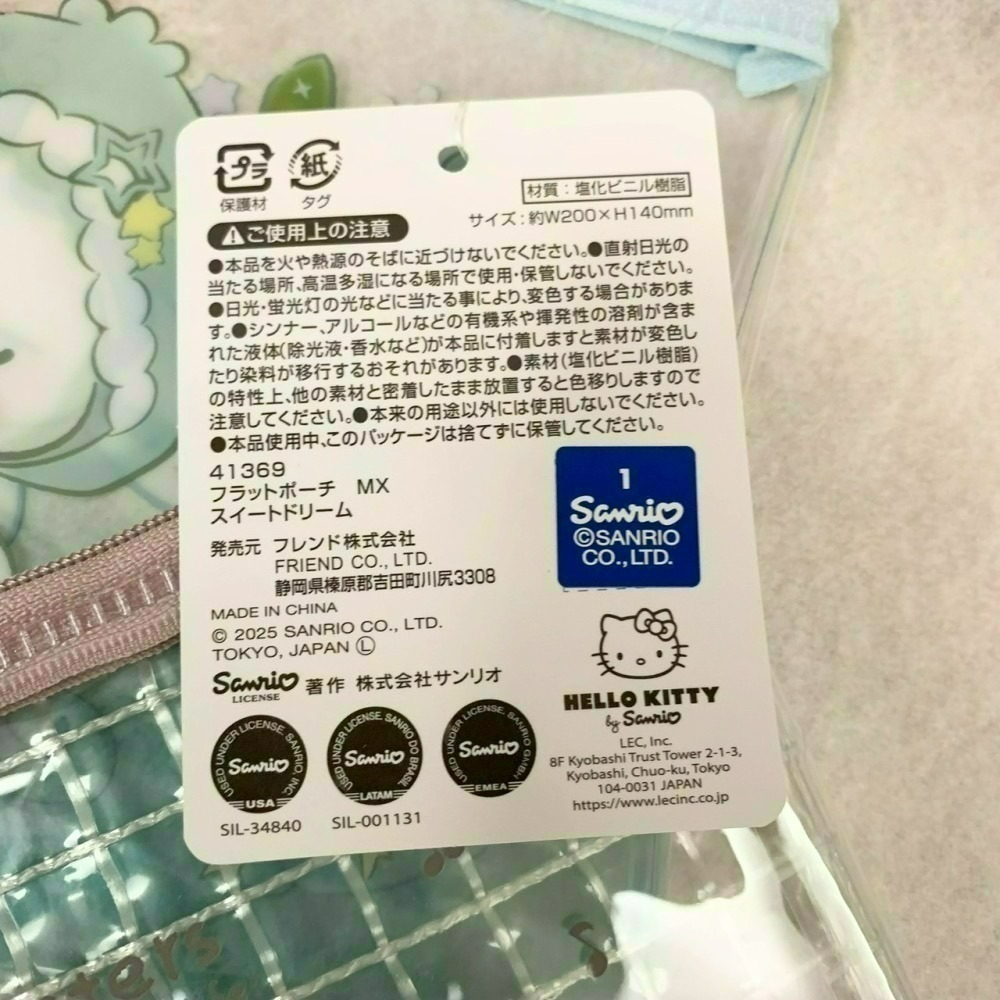 プラ
紙
保護材
タグ
材質：塩化ビニル樹脂
サイズ：約W200×H140mm
ご使用上の注意
●本品を火や熱源のそばに近づけないでください。●直射日光の
当たる場所、高温多湿になる場所で使用・保管しないでください。
●日光・蛍光灯の光などに当たる事により、変色する場合がありま
す。●シンナー、アルコールなどの有機系や揮発性の溶剤が含ま
れた液体(除光液・香水など)が本品に付着しますと素材が変色し
たり染料が移行するおそれがあります。●素材(塩化ビニル樹脂)
の特性上、他の素材と密着したまま放置すると色移りしますので
注意してください。●本来の用途以外には使用しないでください。
●本品使用中、このパッケージは捨てずに保管してください。
41369
フラットポーチ MX
スイートドリーム
発売元 フレンド株式会社
FRIEND CO., LTD.
静岡県榛原郡吉田町川尻3308
MADE IN CHINA
© 2025 SANRIO CO., LTD.
TOKYO, JAPAN Ⓛ
1
Sanrio
©SANRIO
CO., LTD.
Sanrio
LICENSE
著作 株式会社サンリオ
USED UNDER LICENSE. SANRIO, INC.
Sanrio
USA
SIL-34840
USED UNDER LICENSE. SANRIO DO BRASIL
Sanrio
LATAM
SIL-001131
USED UNDER LICENSE. SANRIO GMBH
Sanrio
EMEA
HELLO KITTY
by Sanrio
LEC, Inc.
8F Kyobashi Trust Tower 2-1-3,
Kyobashi, Chuo-ku, Tokyo
104-0031 JAPAN
https://www.lecinc.co.jp